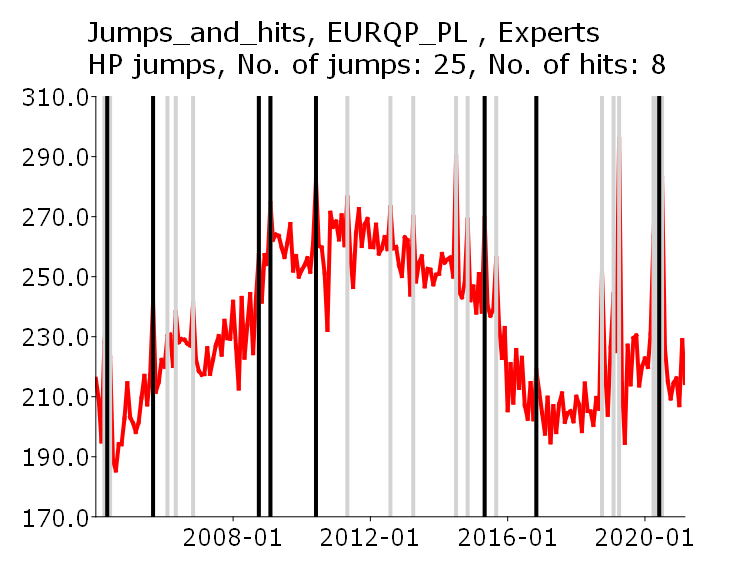 Jumps_and_hits, EURQP_PL , Experts
HP jumps, No. of jumps: 25, No. of hits: 8
310.0
290.0
270.0
250.0
230.0
210.0
190.0
170.0
2008-01 2012-01 2016-01 2020-01